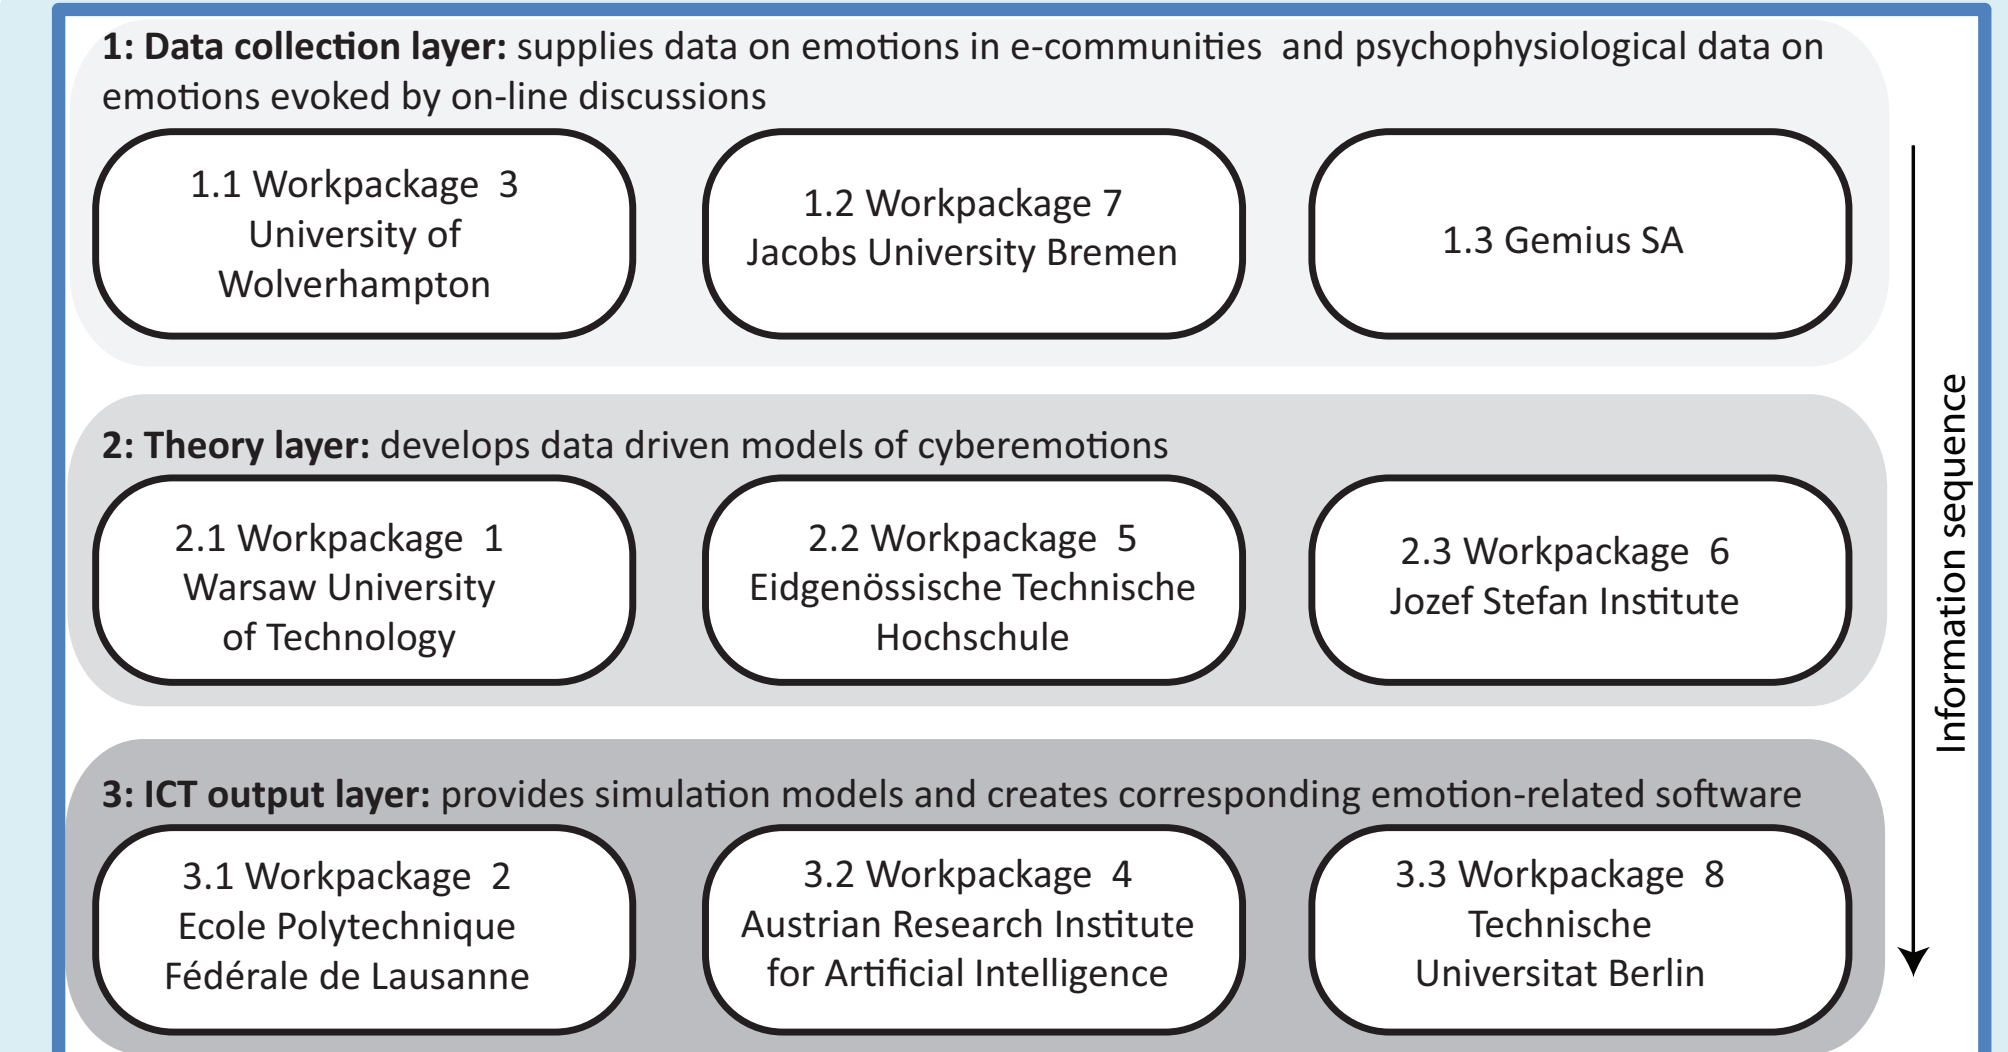 1: Data collection layer: supplies data on emotions in e-communities and psychophysiological data on
emotions evoked by on-line discussions
1.1 Workpackage 3
University of
Wolverhampton
1.2 Workpackage 7
Jacobs University Bremen
1.3 Gemius SA
2: Theory layer: develops data driven models of cyberemotions
2.1 Workpackage 1
Warsaw University
of Technology
2.2 Workpackage 5
Eidgenössische Technische
Hochschule
2.3 Workpackage 6
Jozef Stefan Institute
3: ICT output layer: provides simulation models and creates corresponding emotion-related software
3.1 Workpackage 2
Ecole Polytechnique
Fédérale de Lausanne
3.2 Workpackage 4
Austrian Research Institute
for Artificial Intelligence
3.3 Workpackage 8
Technische
Universitat Berlin
Information sequence